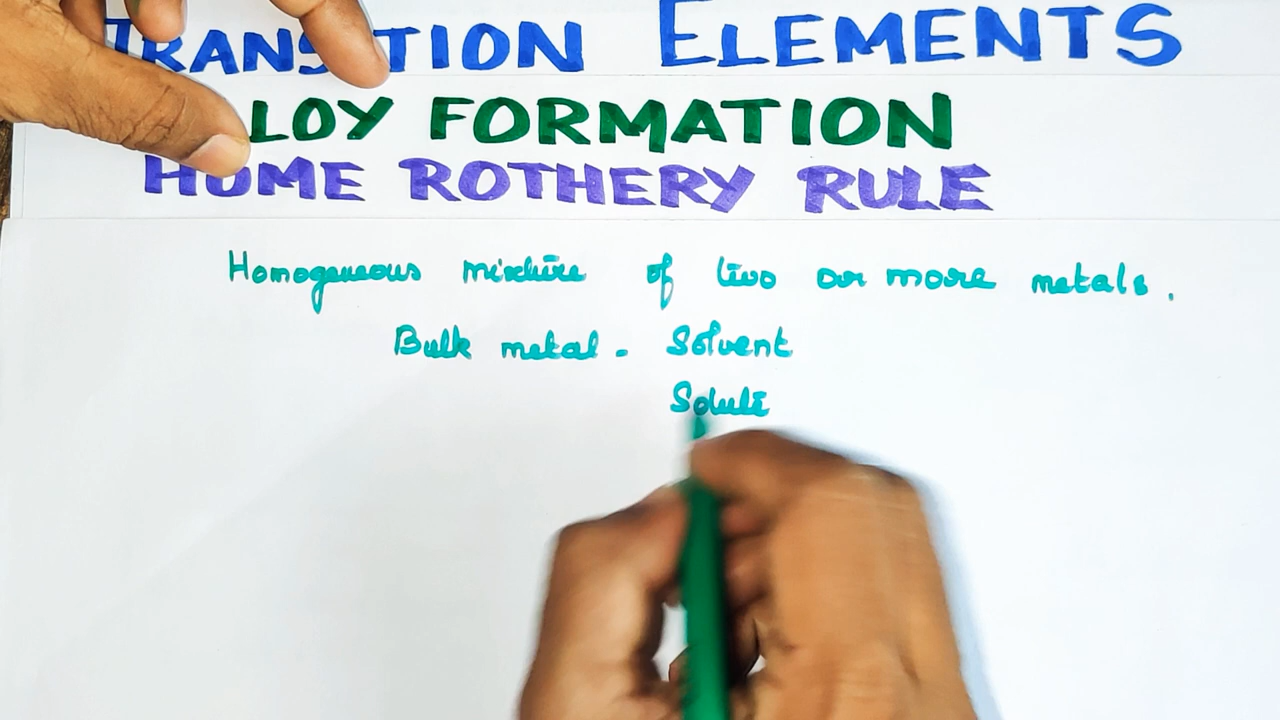 TRANSITION ELEMENTS
LOY FORMATION
HUME ROTHERY RULE
Homogeneous mixture of two or more metals.
Bulk metal - Solvent
Solute